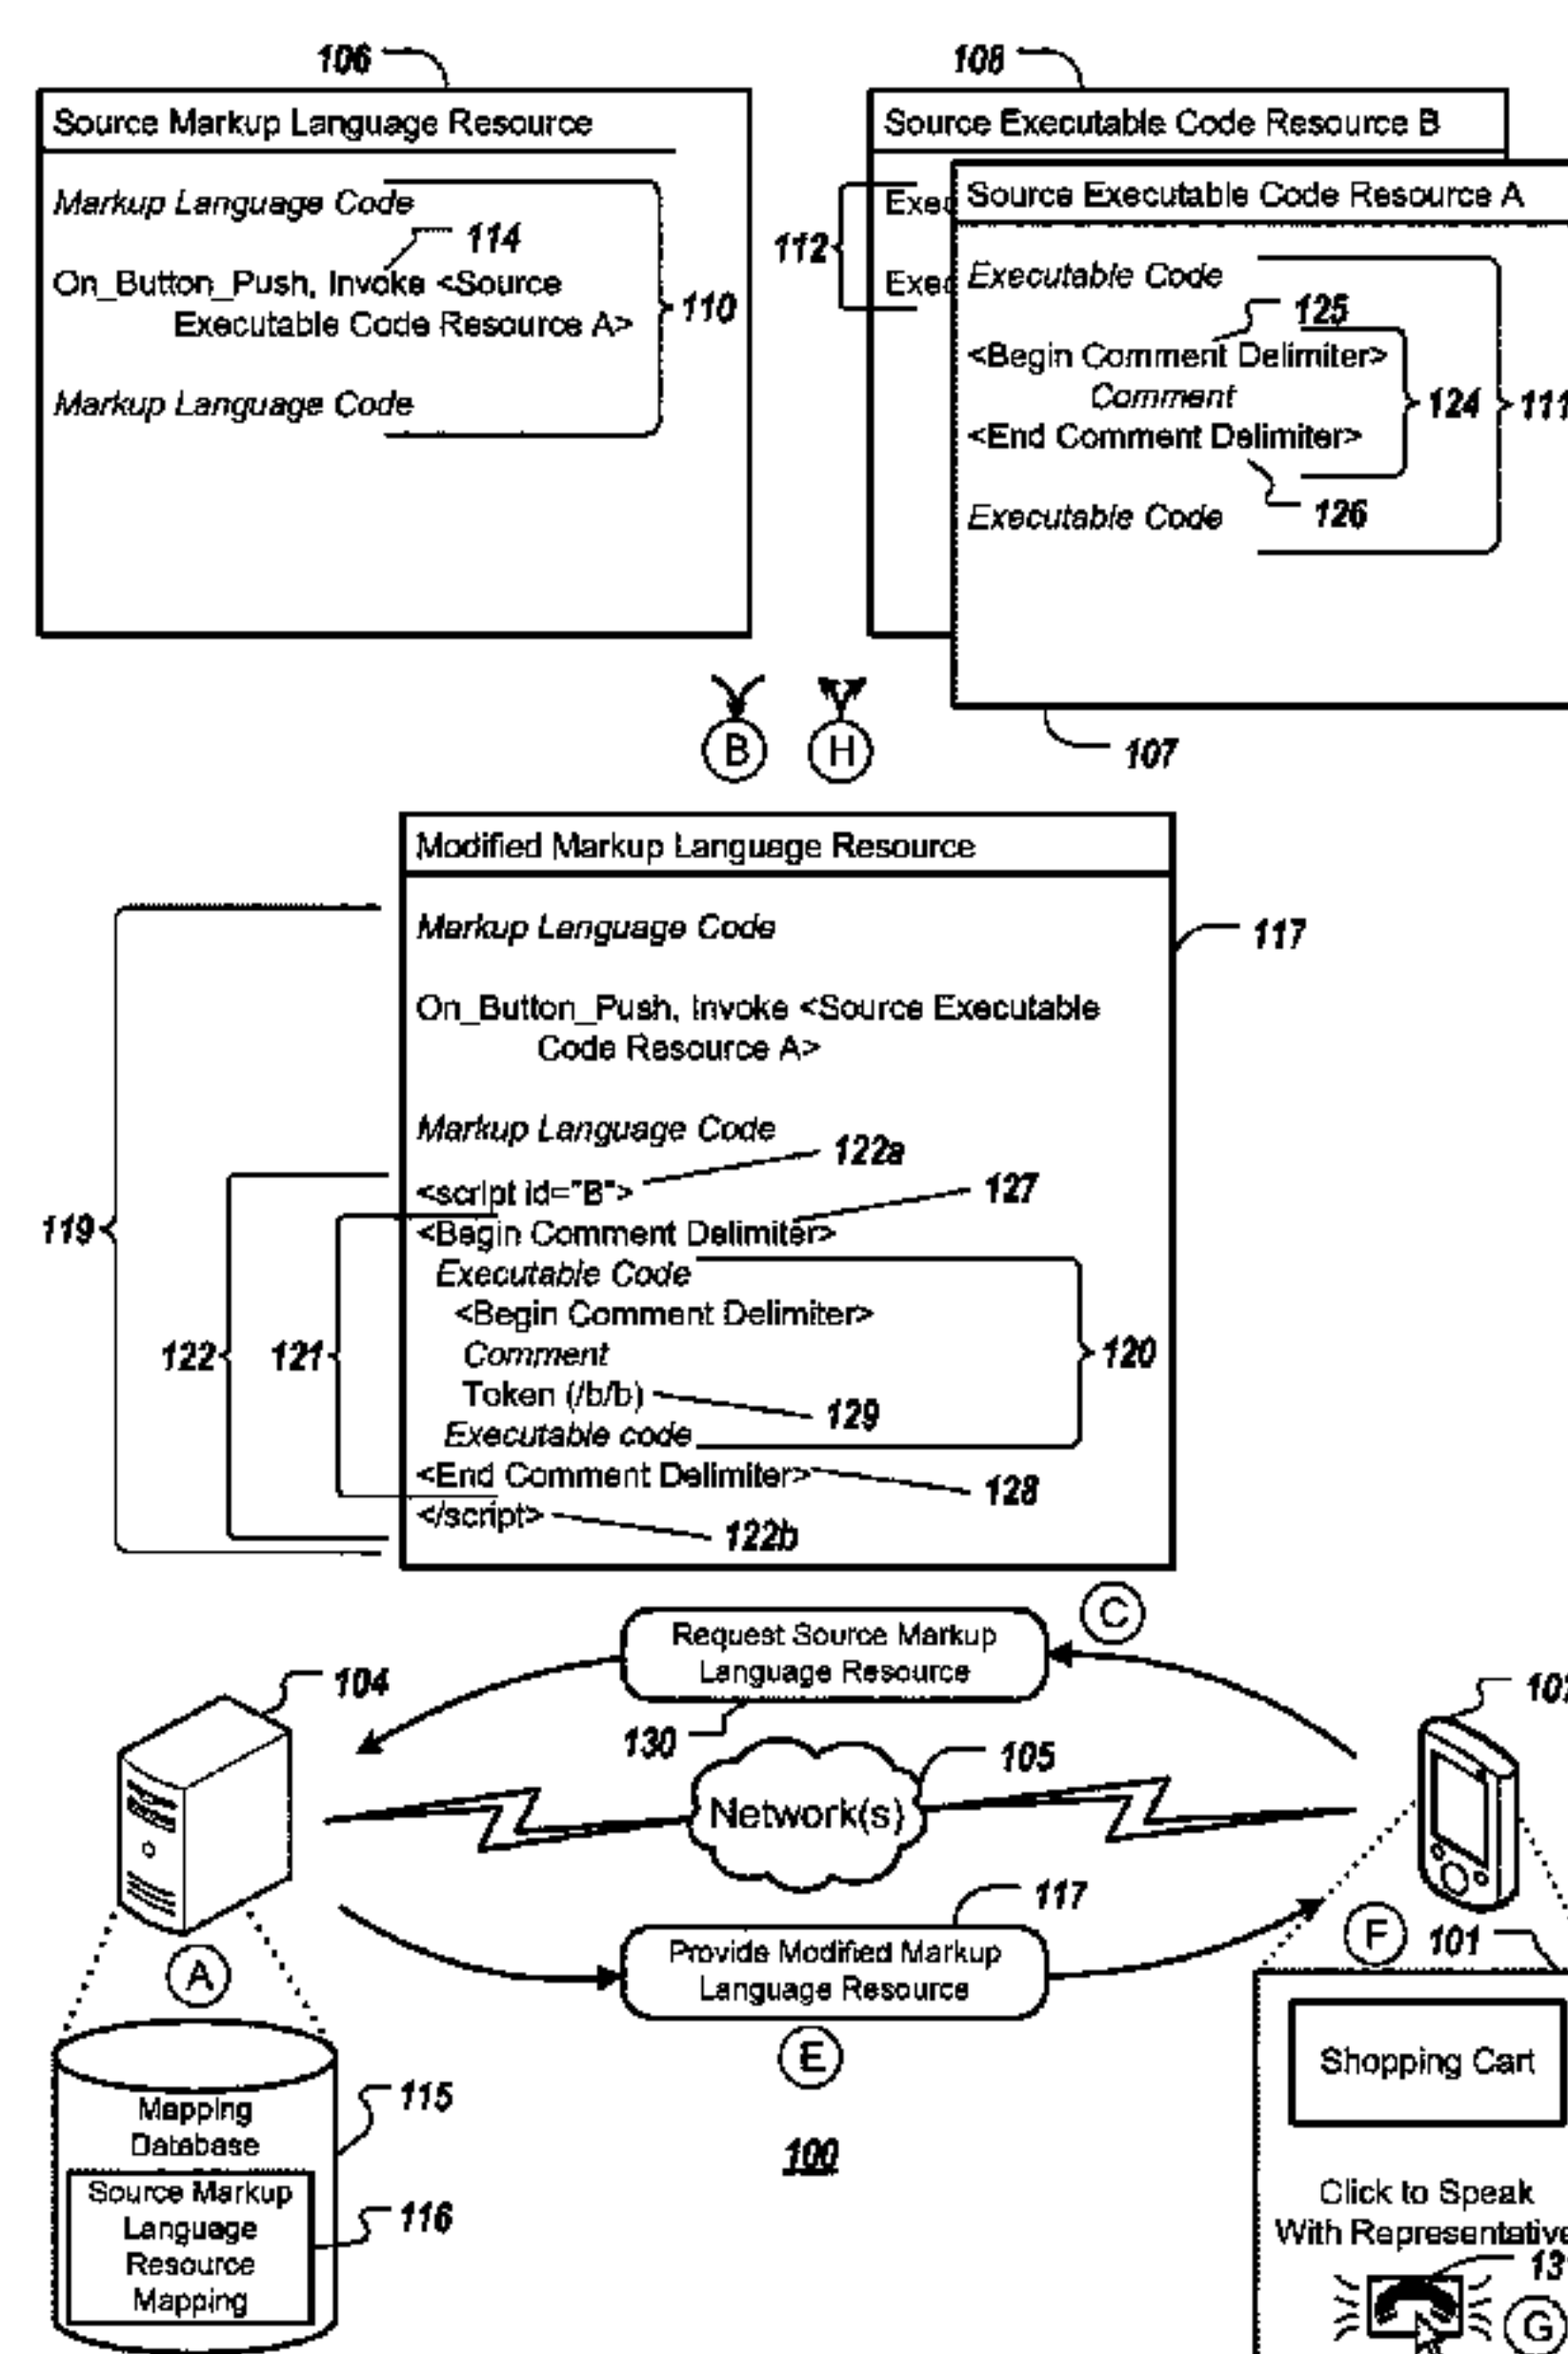 106
Source Markup Language Resource
Markup Language Code
114
On_Button_Push, Invoke <Source
Executable Code Resource A>
110
Markup Language Code
108
Source Executable Code Resource B
112
Source Executable Code Resource A
Executable Code
125
<Begin Comment Delimiter>
Comment
124
111
<End Comment Delimiter>
126
Executable Code
B
H
107
Modified Markup Language Resource
Markup Language Code
117
On_Button_Push, Invoke <Source Executable
Code Resource A>
Markup Language Code
122a
<script id="B">
127
119
<Begin Comment Delimiter>
Executable Code
<Begin Comment Delimiter>
122
121
Comment
120
Token (/b/b)
129
Executable code
<End Comment Delimiter>
128
</script>
122b
C
Request Source Markup
Language Resource
104
130
105
Network(s)
117
Provide Modified Markup
Language Resource
E
A
F
101
Mapping
Database
115
Source Markup
Language
Resource
Mapping
116
100
Shopping Cart
Click to Speak
With Representative
G